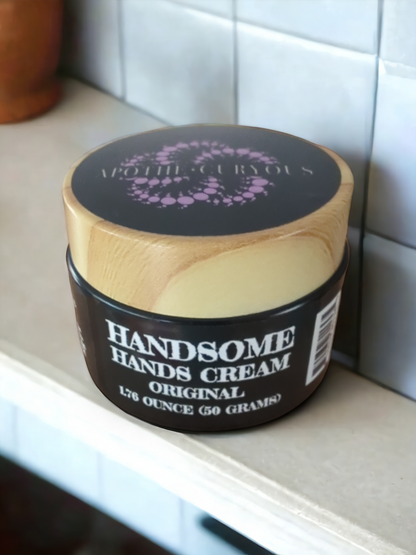 APOTHE·CURYOUS
HANDSOME
HANDS CREAM
ORIGINAL
1.76 OUNCE (50 GRAMS)